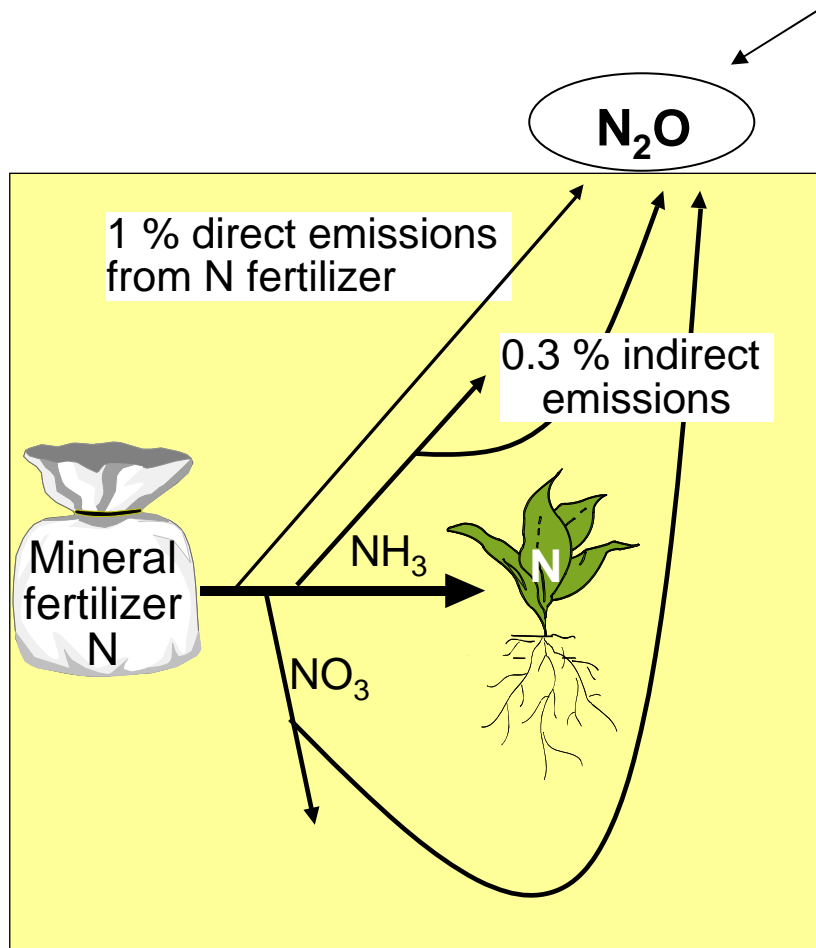 N₂O
1 % direct emissions
from N fertilizer
0.3 % indirect
emissions
Mineral
fertilizer
N
NH₃
N
NO₃